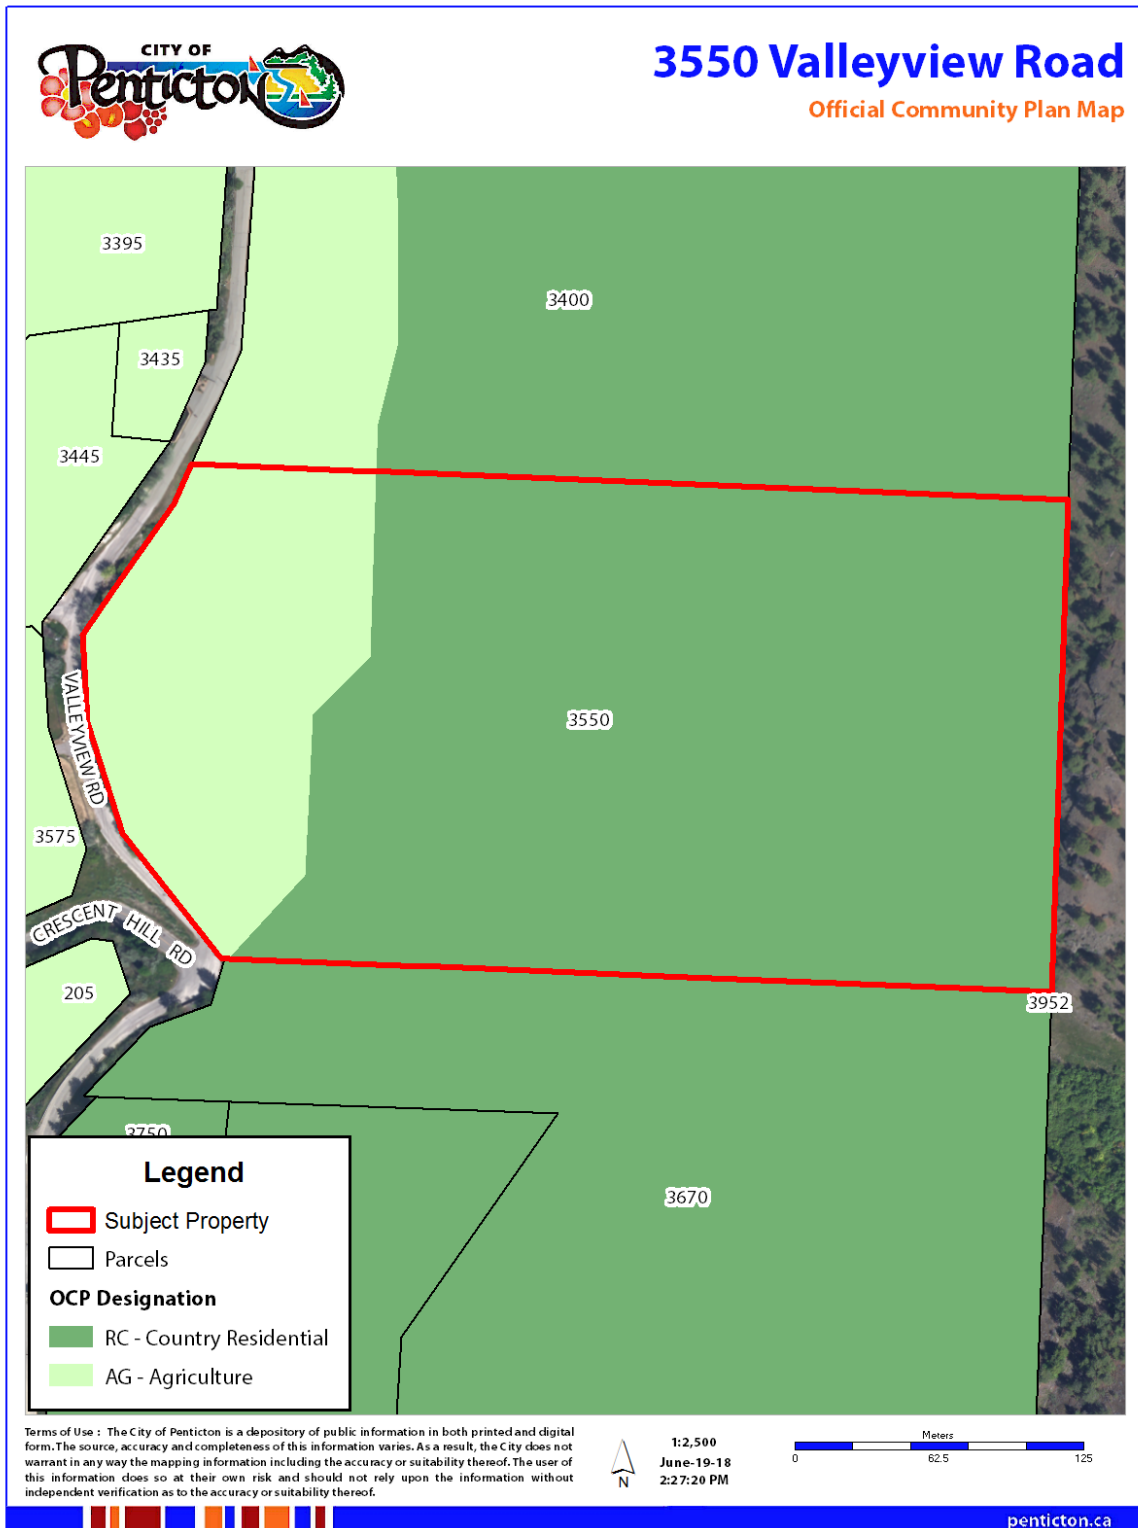 CITY OF
Penticton
3550 Valleyview Road
Official Community Plan Map
3395
3400
3435
3445
3550
VALLEYVIEW RD
3575
CRESCENT HILL RD
205
3952
3750
3670
Legend
Subject Property
Parcels
OCP Designation
RC - Country Residential
AG - Agriculture
Terms of Use : The City of Penticton is a depository of public information in both printed and digital
form. The source, accuracy and completeness of this information varies. As a result, the City does not
warrant in any way the mapping information including the accuracy or suitability thereof. The user of
this information does so at their own risk and should not rely upon the information without
independent verification as to the accuracy or suitability thereof.
N
1:2,500
June-19-18
2:27:20 PM
Meters
0 62.5 125
penticton.ca